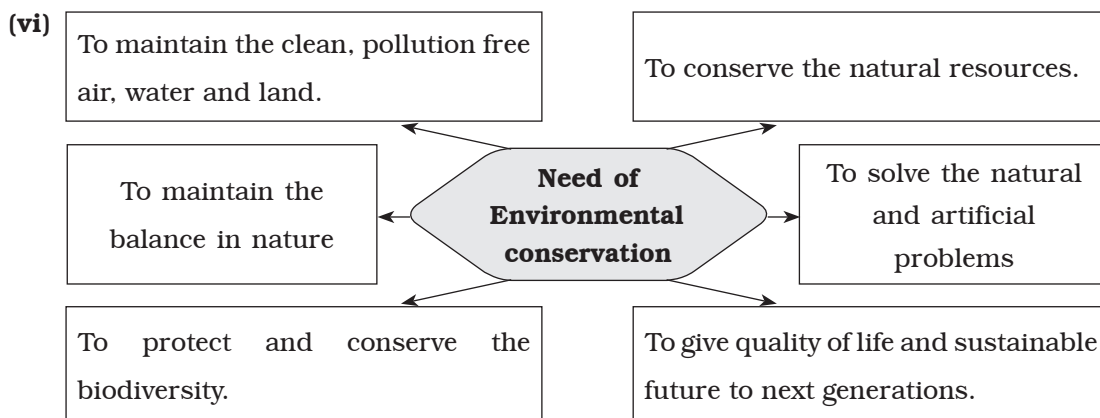 (vi)
To maintain the clean, pollution free
air, water and land.
To conserve the natural resources.
To maintain the
balance in nature
Need of
Environmental
conservation
To solve the natural
and artificial
problems
To protect and conserve the
biodiversity.
To give quality of life and sustainable
future to next generations.